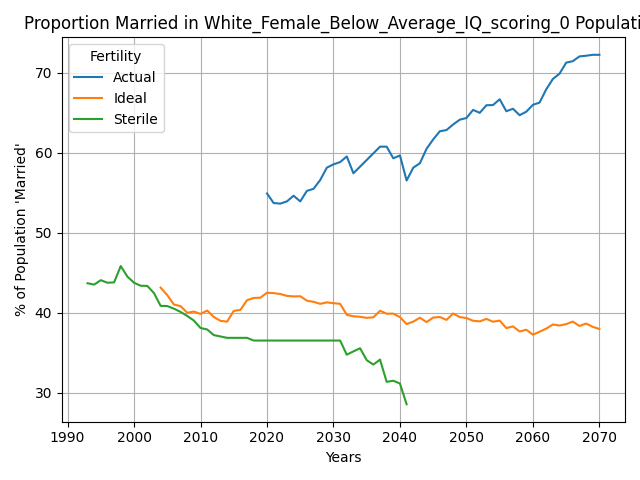 Proportion Married in White_Female_Below_Average_IQ_scoring_0 Populati
Fertility
Actual
Ideal
Sterile
% of Population 'Married'
70
60
50
40
30
1990 2000 2010 2020 2030 2040 2050 2060 2070
Years